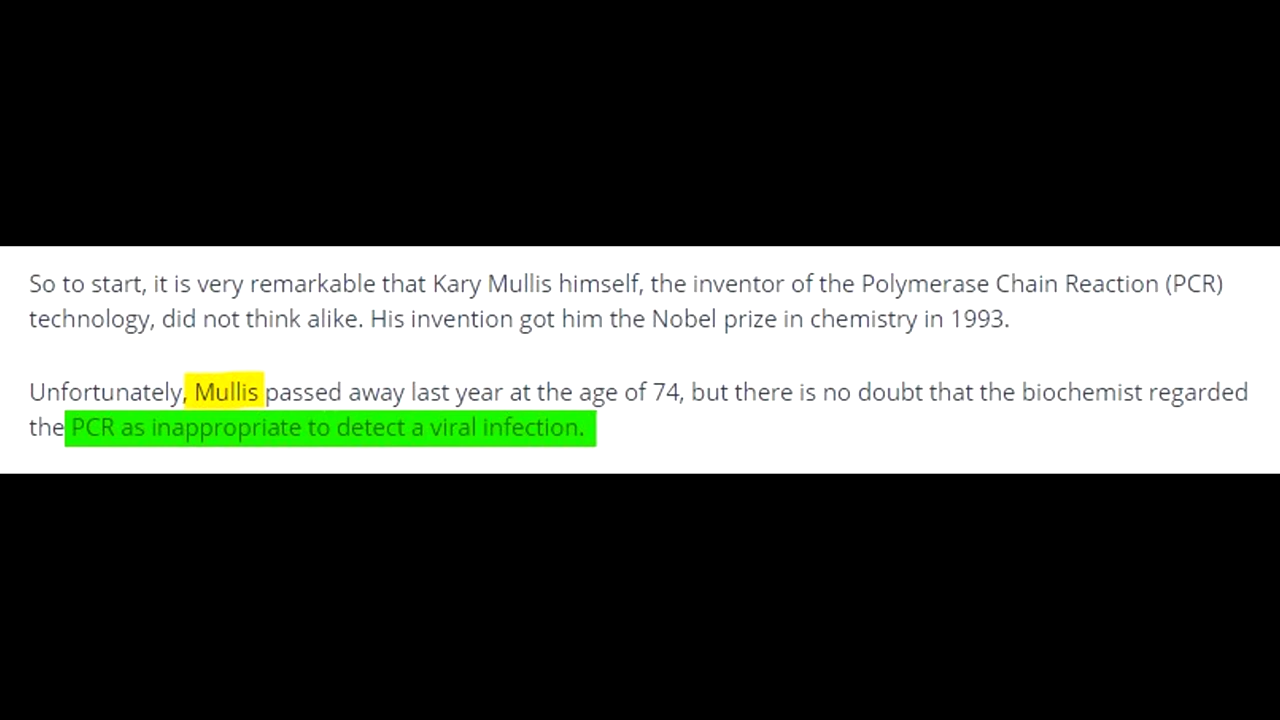 So to start, it is very remarkable that Kary Mullis himself, the inventor of the Polymerase Chain Reaction (PCR)
technology, did not think alike. His invention got him the Nobel prize in chemistry in 1993.
Unfortunately, Mullis passed away last year at the age of 74, but there is no doubt that the biochemist regarded
the PCR as inappropriate to detect a viral infection.